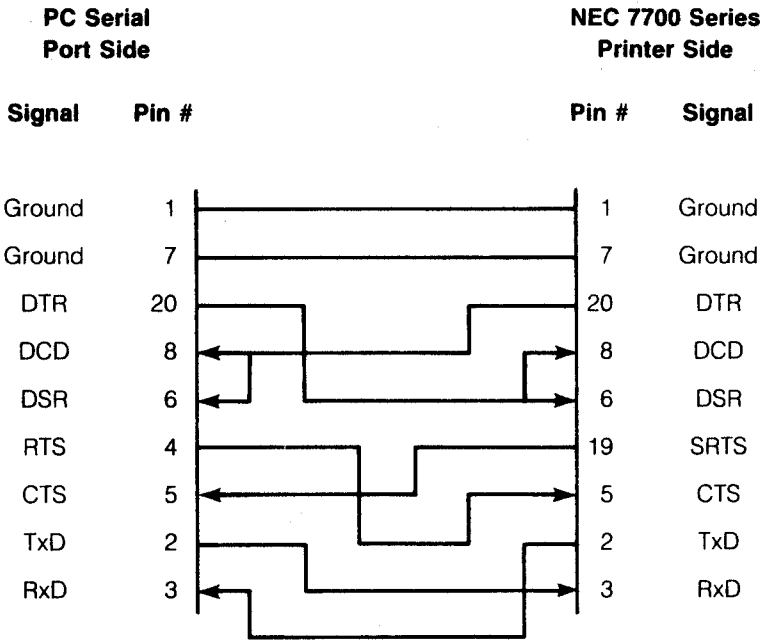 PC Serial NEC 7700 Series
Port Side Printer Side
Signal Pin # Pin # Signal
Ground 1 1 Ground
Ground 7 7 Ground
DTR 20 20 DTR
DCD 8 8 DCD
DSR 6 6 DSR
RTS 4 19 SRTS
CTS 5 5 CTS
TxD 2 2 TxD
RxD 3 3 RxD